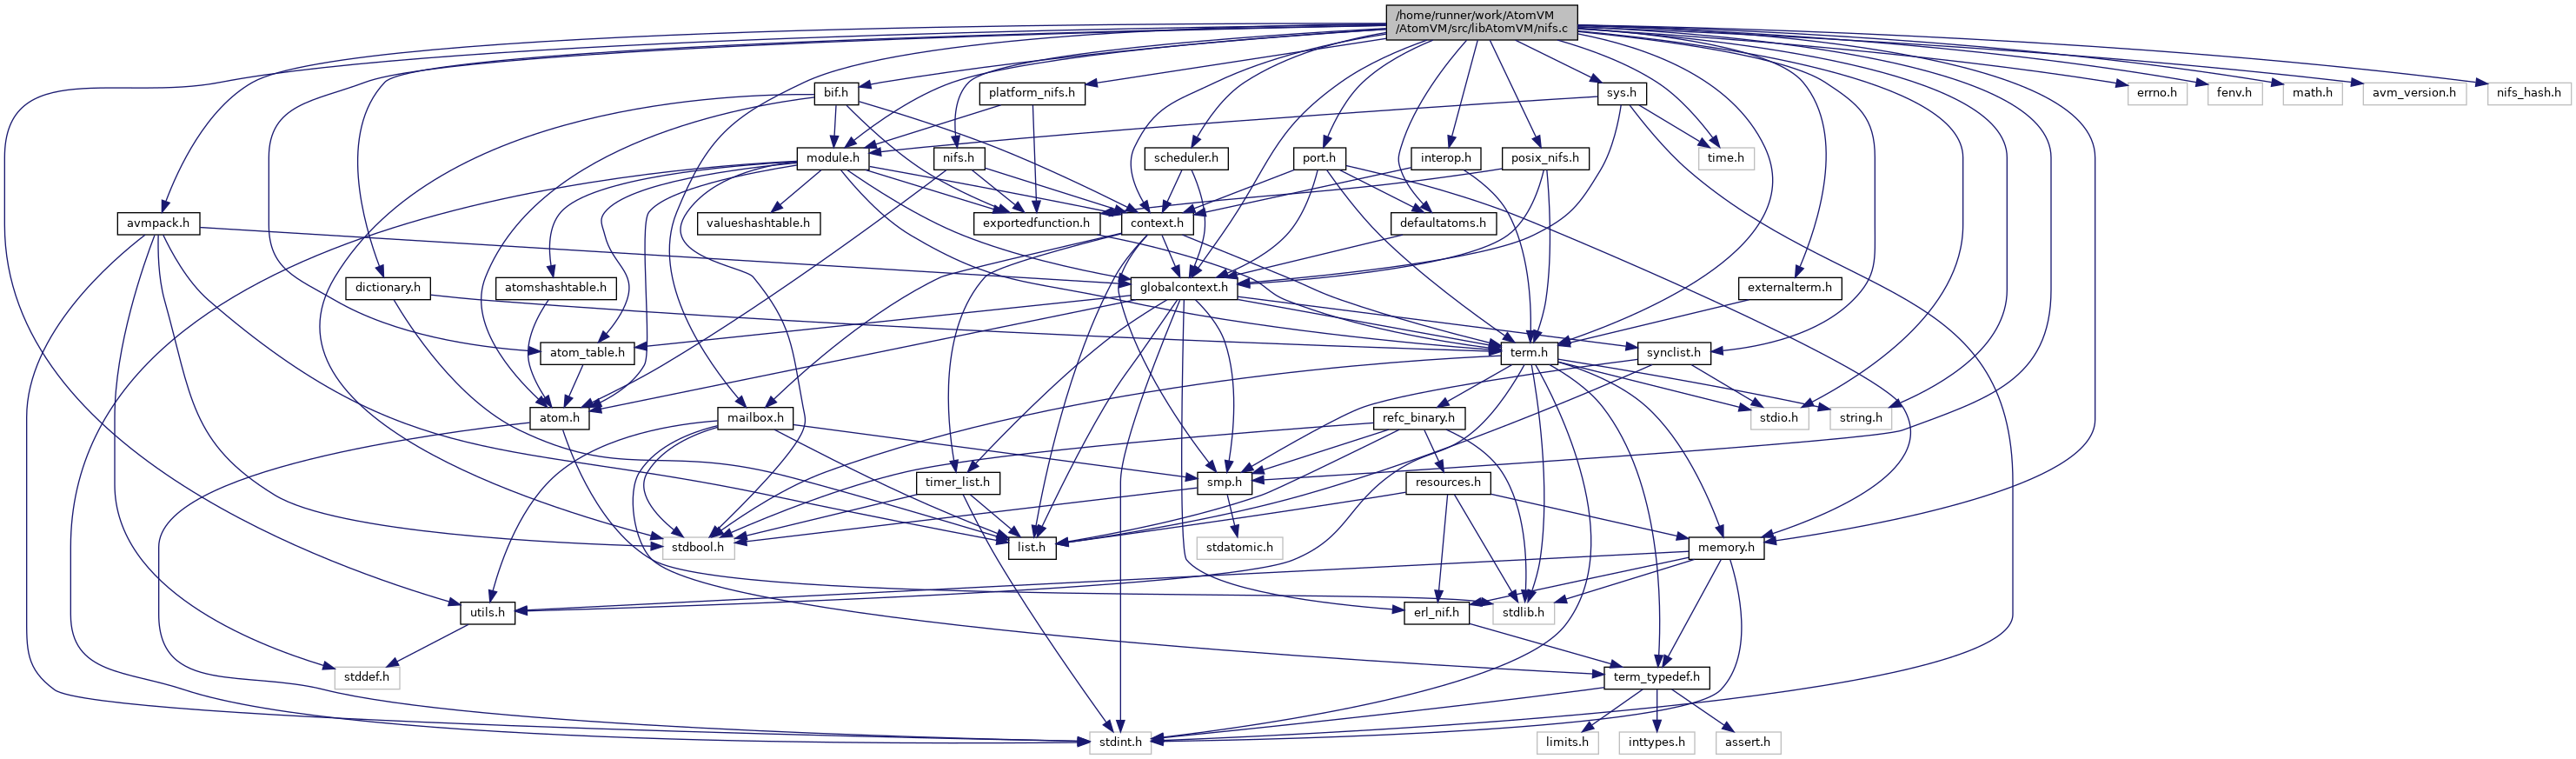 /home/runner/work/AtomVM
/AtomVM/src/libAtomVM/nifs.c
bif.h
platform_nifs.h
sys.h
errno.h
fenv.h
math.h
avm_version.h
nifs_hash.h
module.h
nifs.h
scheduler.h
port.h
interop.h
posix_nifs.h
time.h
avmpack.h
valueshashtable.h
exportedfunction.h
context.h
defaultatoms.h
dictionary.h
atomshashtable.h
globalcontext.h
externalterm.h
atom_table.h
term.h
synclist.h
atom.h
mailbox.h
refc_binary.h
stdio.h
string.h
timer_list.h
smp.h
resources.h
stdbool.h
list.h
stdatomic.h
memory.h
utils.h
erl_nif.h
stdlib.h
stddef.h
term_typedef.h
stdint.h
limits.h
inttypes.h
assert.h